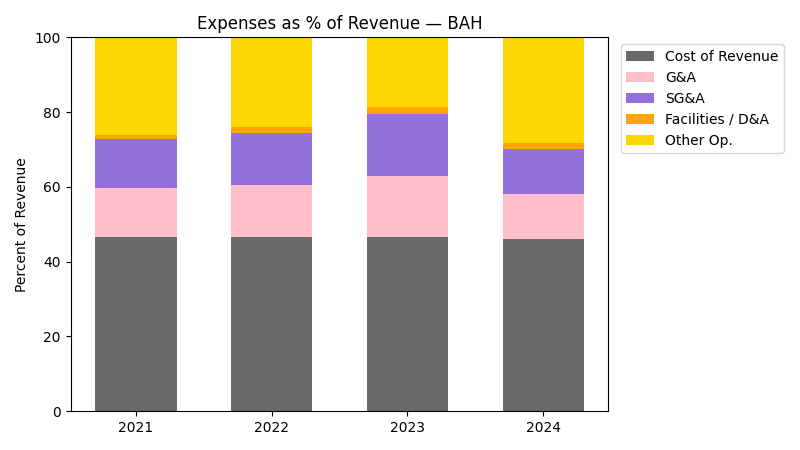 Expenses as % of Revenue — BAH
Percent of Revenue
100
80
60
40
20
0
2021
2022
2023
2024
Cost of Revenue
G&A
SG&A
Facilities / D&A
Other Op.